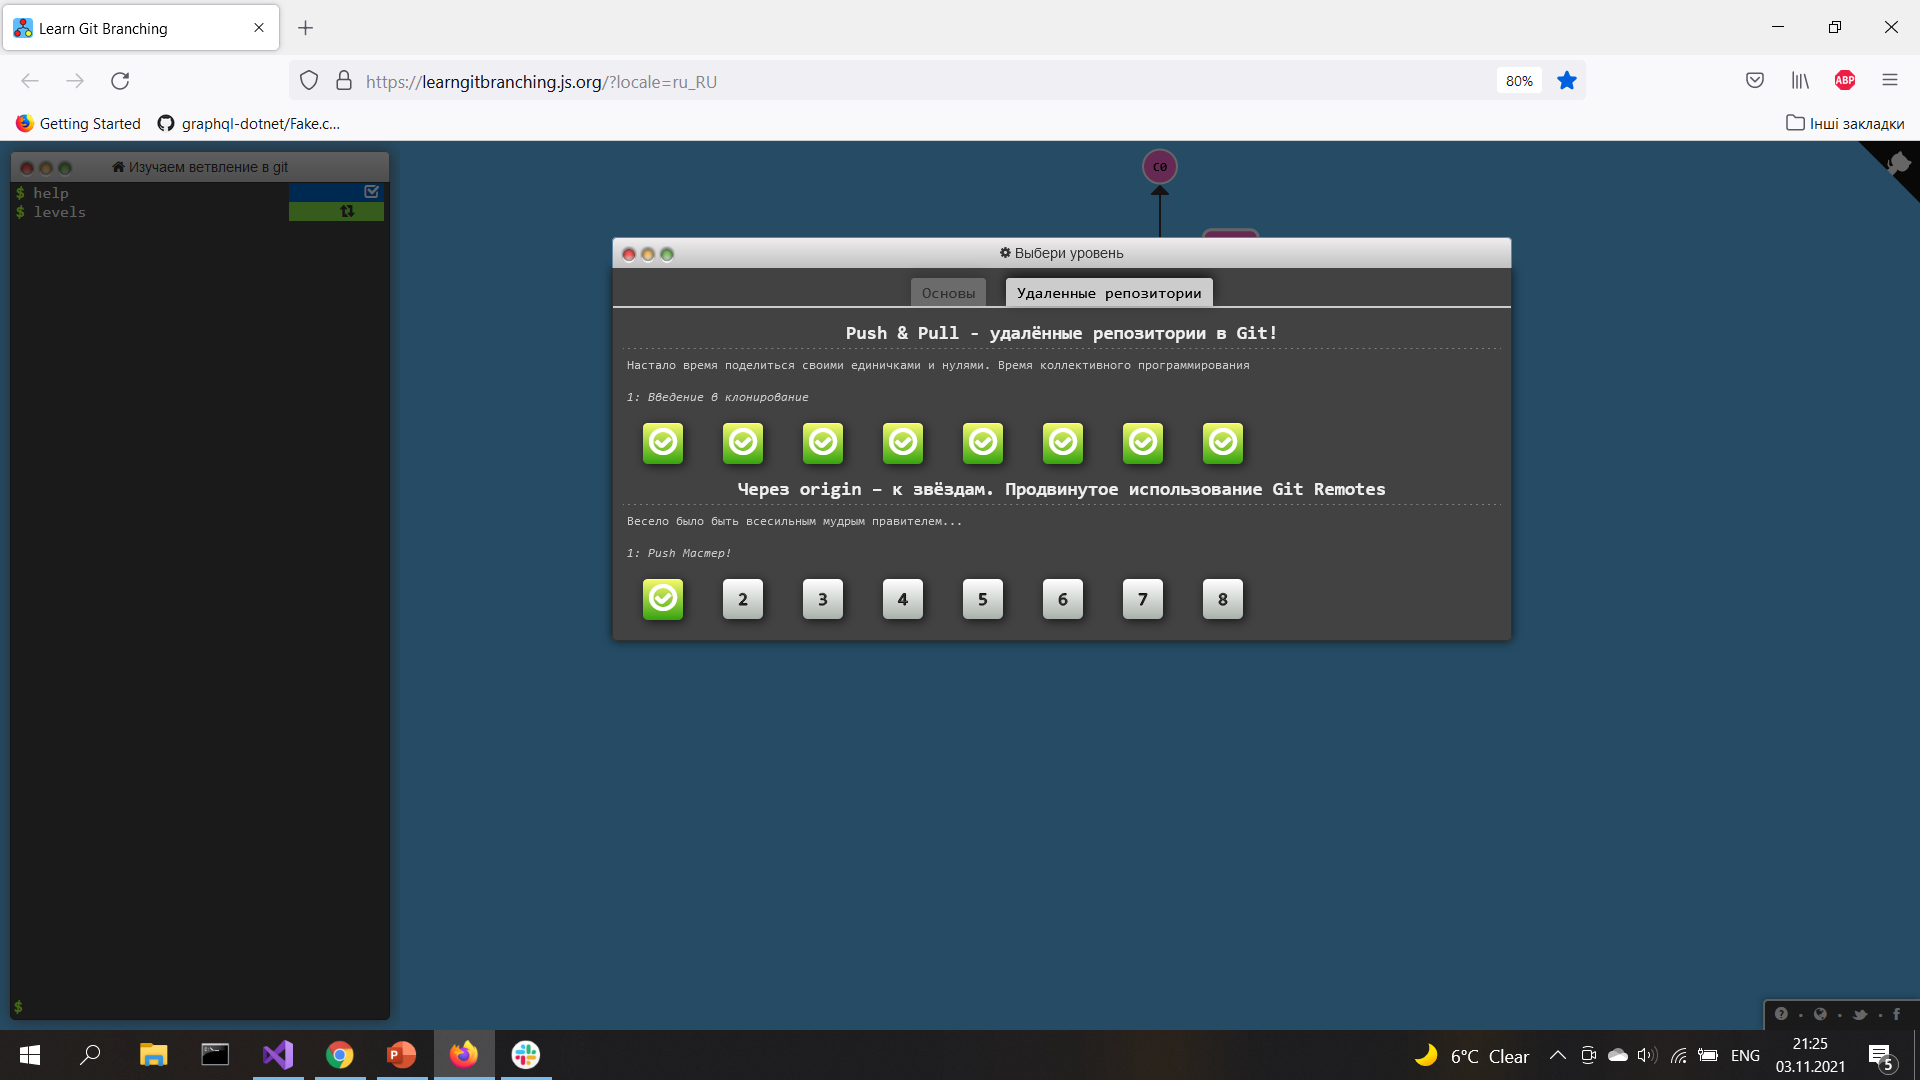 Learn Git Branching
https://learngitbranching.js.org/?locale=ru_RU
80%
ABP
Getting Started
graphql-dotnet/Fake.c...
Інші закладки
Изучаем ветвление в git
$ help
$ levels
C0
Выбери уровень
Основы
Удаленные репозитории
Push & Pull - удалённые репозитории в Git!
Настало время поделиться своими единичками и нулями. Время коллективного программирования
1: Введение в клонирование
Через origin – к звёздам. Продвинутое использование Git Remotes
Весело было быть всесильным мудрым правителем...
1: Push Мастер!
2 3 4 5 6 7 8
$
6°C Clear
ENG
21:25
03.11.2021
5